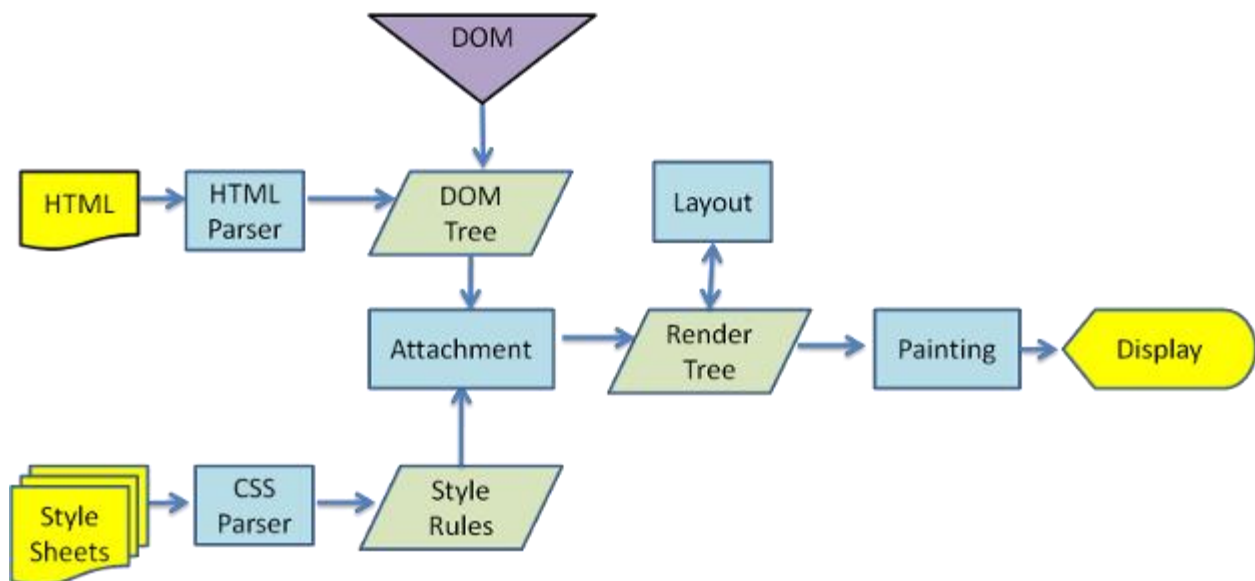 DOM
HTML
HTML
Parser
DOM
Tree
Layout
Attachment
Render
Tree
Painting
Display
Style
Sheets
CSS
Parser
Style
Rules